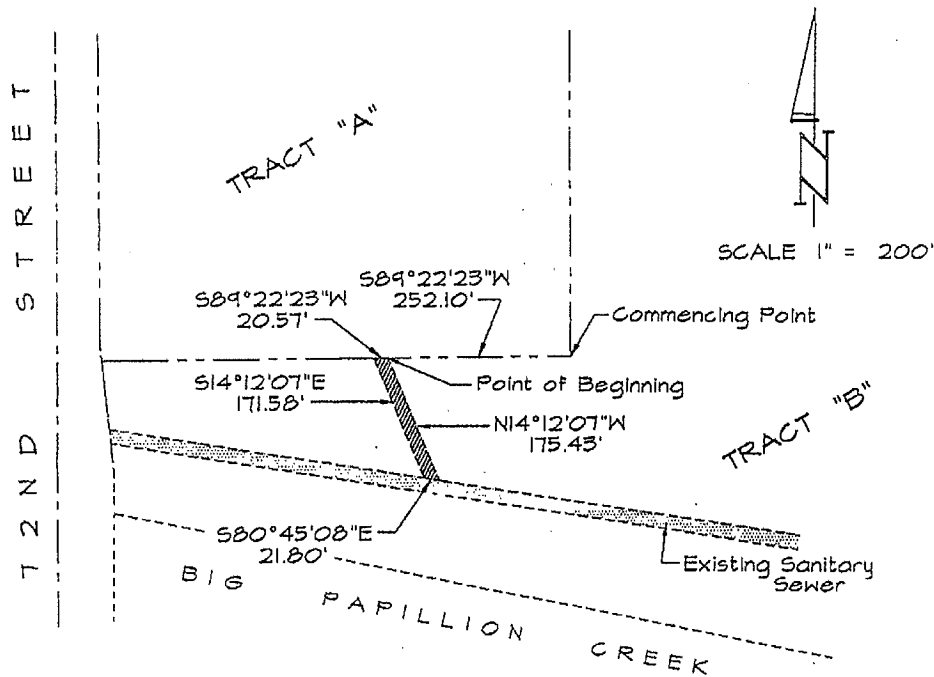 72ND STREET
TRACT "A"
N
SCALE 1" = 200'
S89°22'23"W
252.10'
S89°22'23"W
20.57'
Commencing Point
Point of Beginning
S14°12'07"E
171.58'
N14°12'07"W
175.43'
TRACT "B"
S80°45'08"E
21.80'
Existing Sanitary
Sewer
BIG PAPILLION CREEK